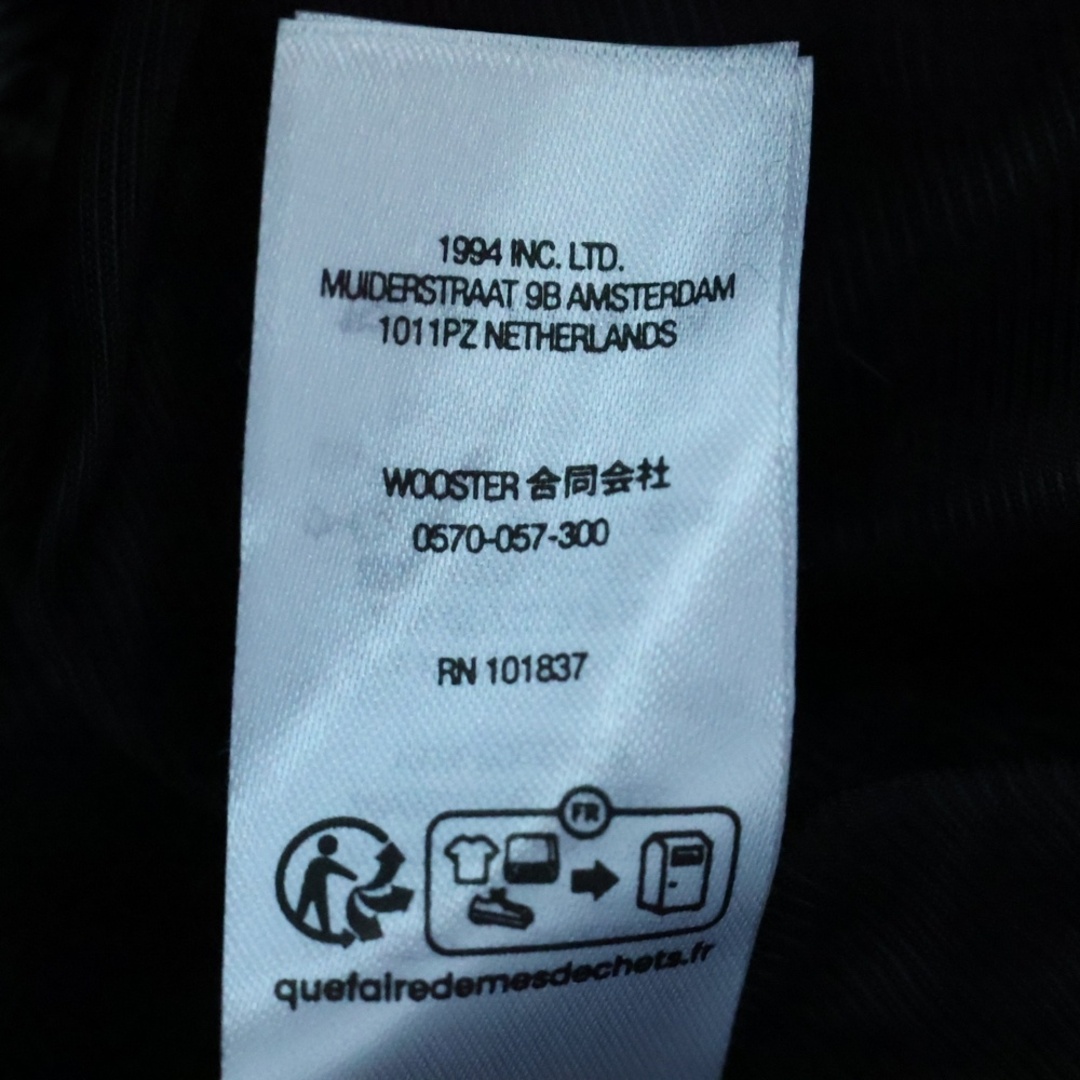 1994 INC. LTD.
MUIDERSTRAAT 9B AMSTERDAM
1011PZ NETHERLANDS
WOOSTER 合同会社
0570-057-300
RN 101837
FR
quefairedemesdechets.fr